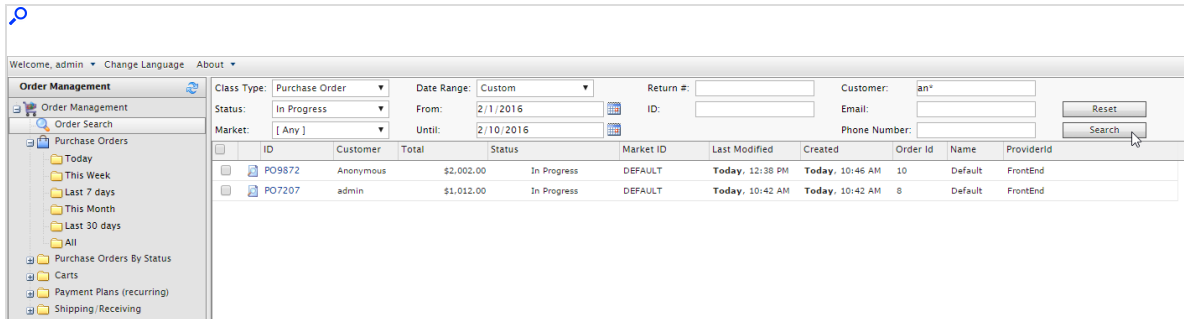 Welcome, admin Change Language About
Order Management
Order Management
Order Search
Purchase Orders
Today
This Week
Last 7 days
This Month
Last 30 days
All
Purchase Orders By Status
Carts
Payment Plans (recurring)
Shipping/Receiving
Class Type: Purchase Order Date Range: Custom Return #: Customer: an*
Status: In Progress From: 2/1/2016 ID: Email: Reset
Market: [ Any ] Until: 2/10/2016 Phone Number: Search
ID Customer Total Status Market ID Last Modified Created Order Id Name ProviderId
PO9872 Anonymous $2,002.00 In Progress DEFAULT Today, 12:38 PM Today, 10:46 AM 10 Default FrontEnd
PO7207 admin $1,012.00 In Progress DEFAULT Today, 10:42 AM Today, 10:42 AM 8 Default FrontEnd